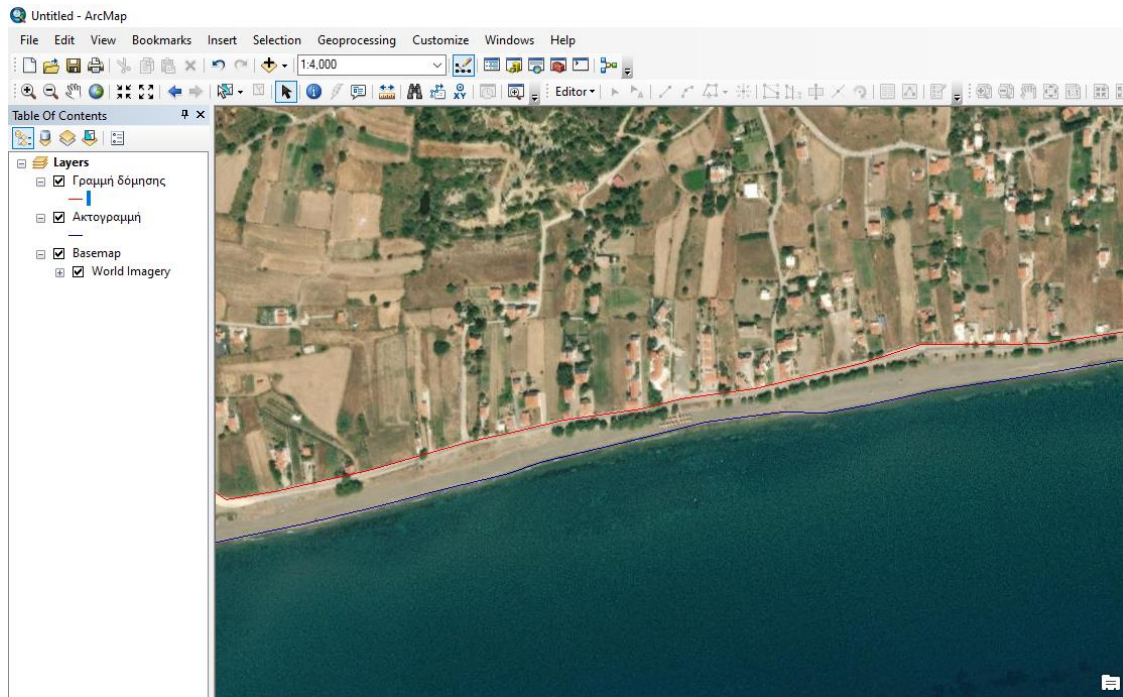 Untitled - ArcMap
File Edit View Bookmarks Insert Selection Geoprocessing Customize Windows Help
1:4,000
Editor
Table Of Contents
Layers
Γραμμή δόμησης
Ακτογραμμή
Basemap
World Imagery